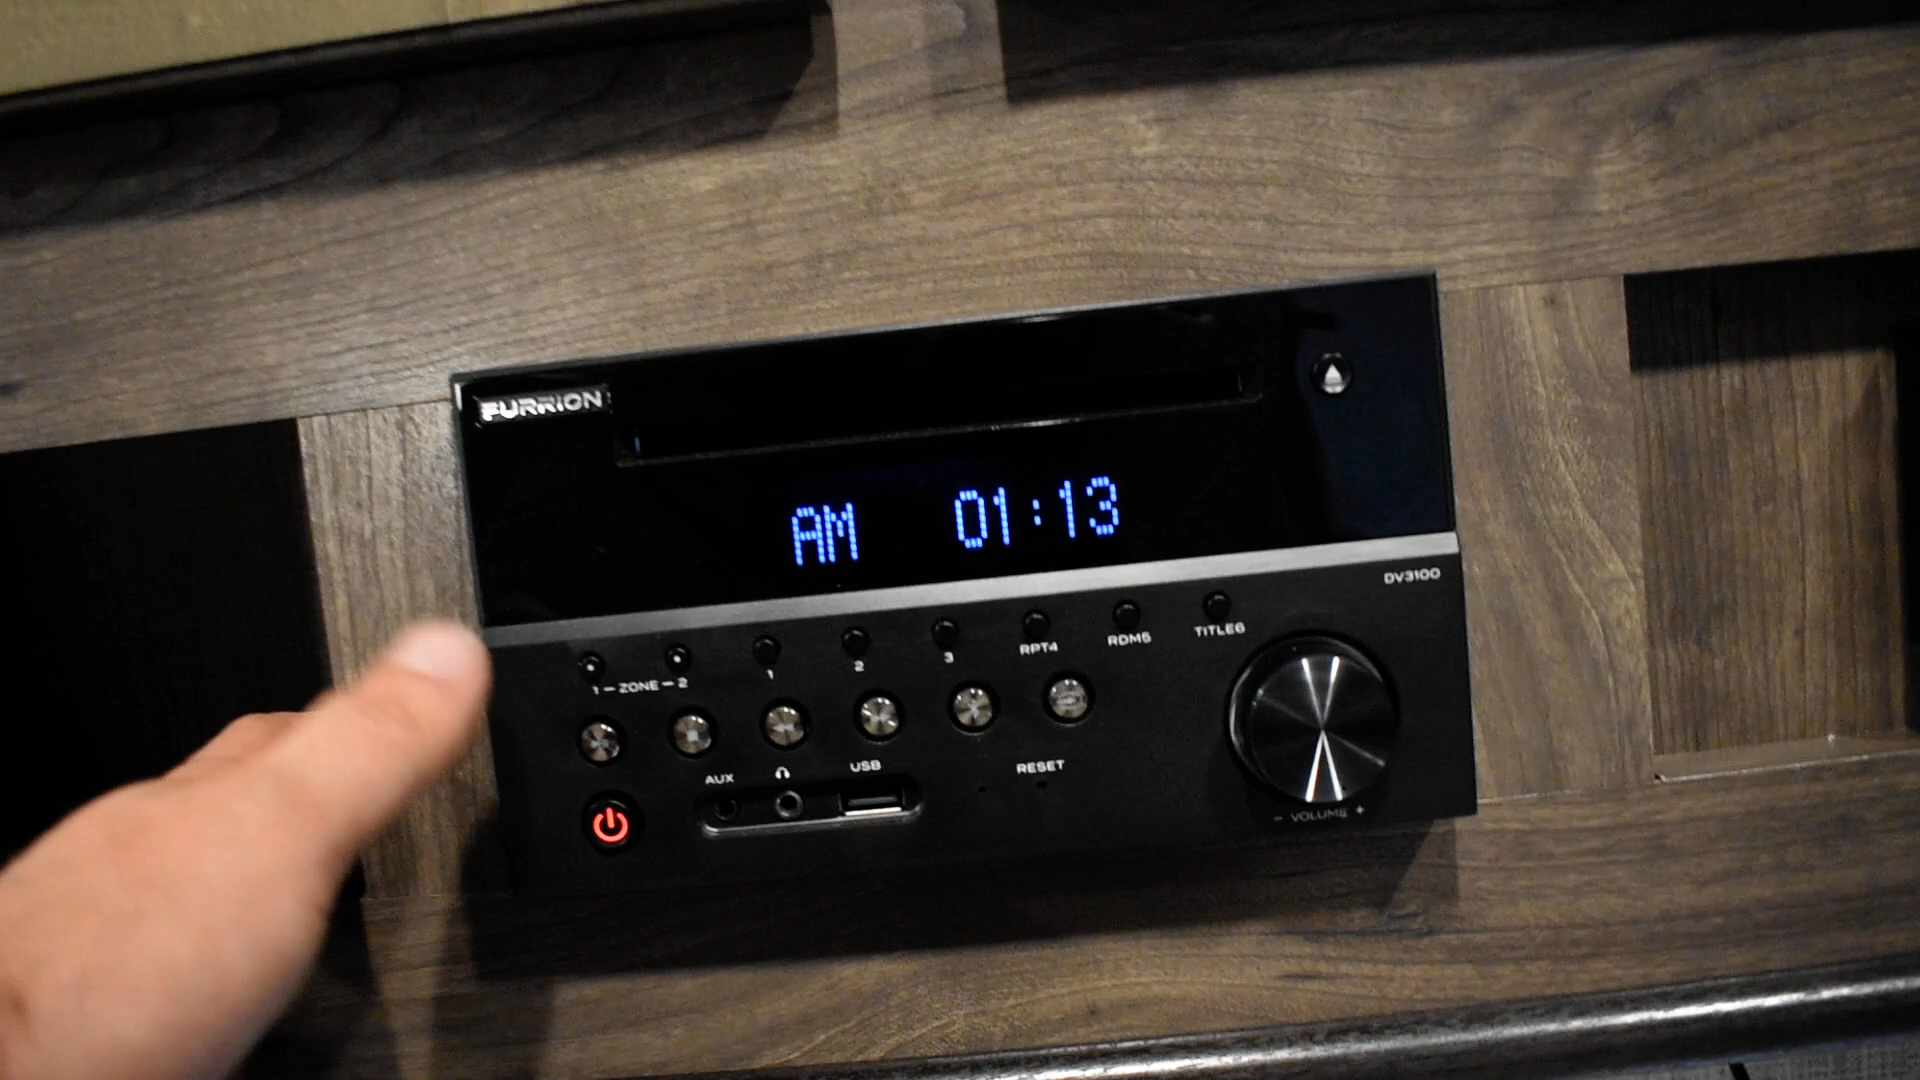 FURRION
AM 01:13
DV3100
1 - ZONE - 2
1
2
3
RPT4
RDM5
TITLE6
AUX
USB
RESET
- VOLUME +